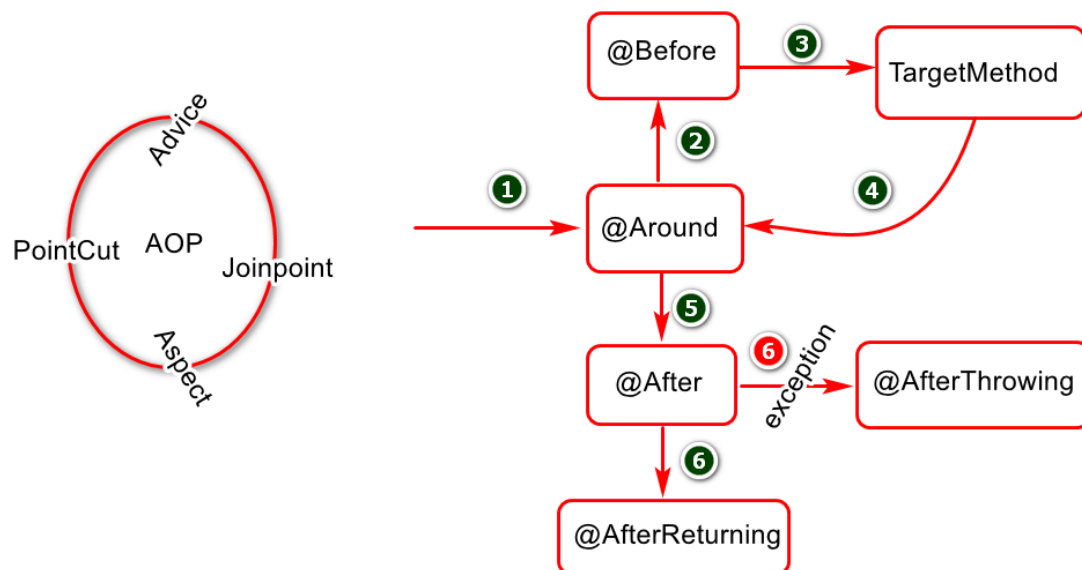 Advice
PointCut
AOP
Joinpoint
Aspect
1
@Around
2
@Before
3
TargetMethod
4
5
@After
6
exception
@AfterThrowing
6
@AfterReturning